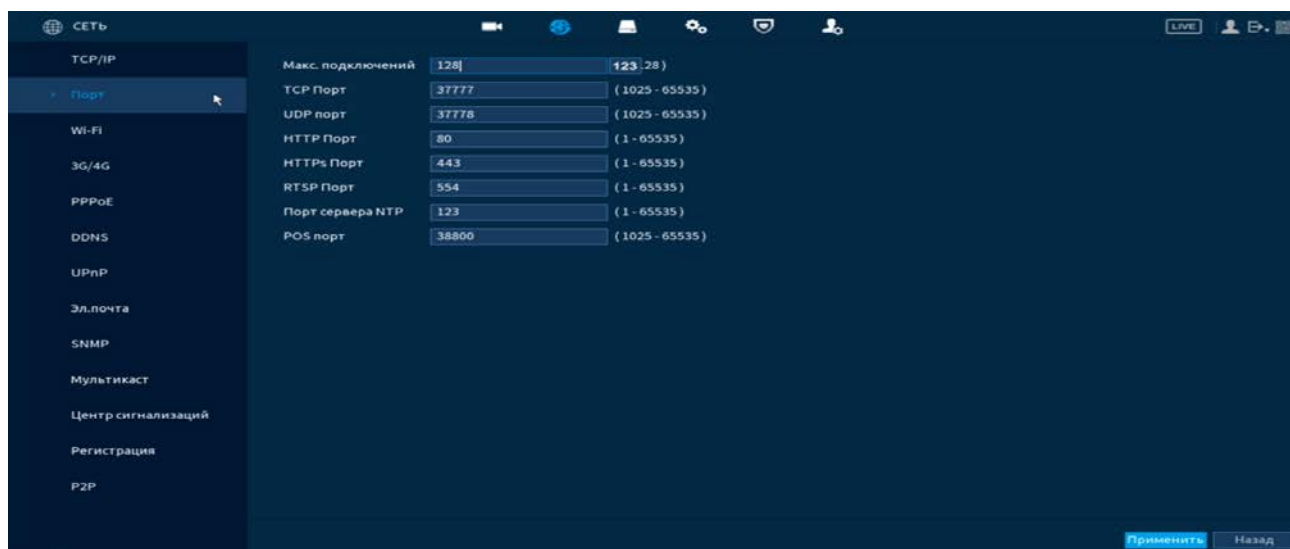 СЕТЬ LIVE
TCP/IP
Порт
Wi-Fi
3G/4G
PPPoE
DDNS
UPnP
Эл.почта
SNMP
Мультикаст
Центр сигнализаций
Регистрация
P2P
Макс. подключений 128 123 28)
TCP Порт 37777 (1025 - 65535)
UDP порт 37778 (1025 - 65535)
HTTP Порт 80 (1 - 65535)
HTTPs Порт 443 (1 - 65535)
RTSP Порт 554 (1 - 65535)
Порт сервера NTP 123 (1 - 65535)
POS порт 38800 (1025 - 65535)
Применить Назад